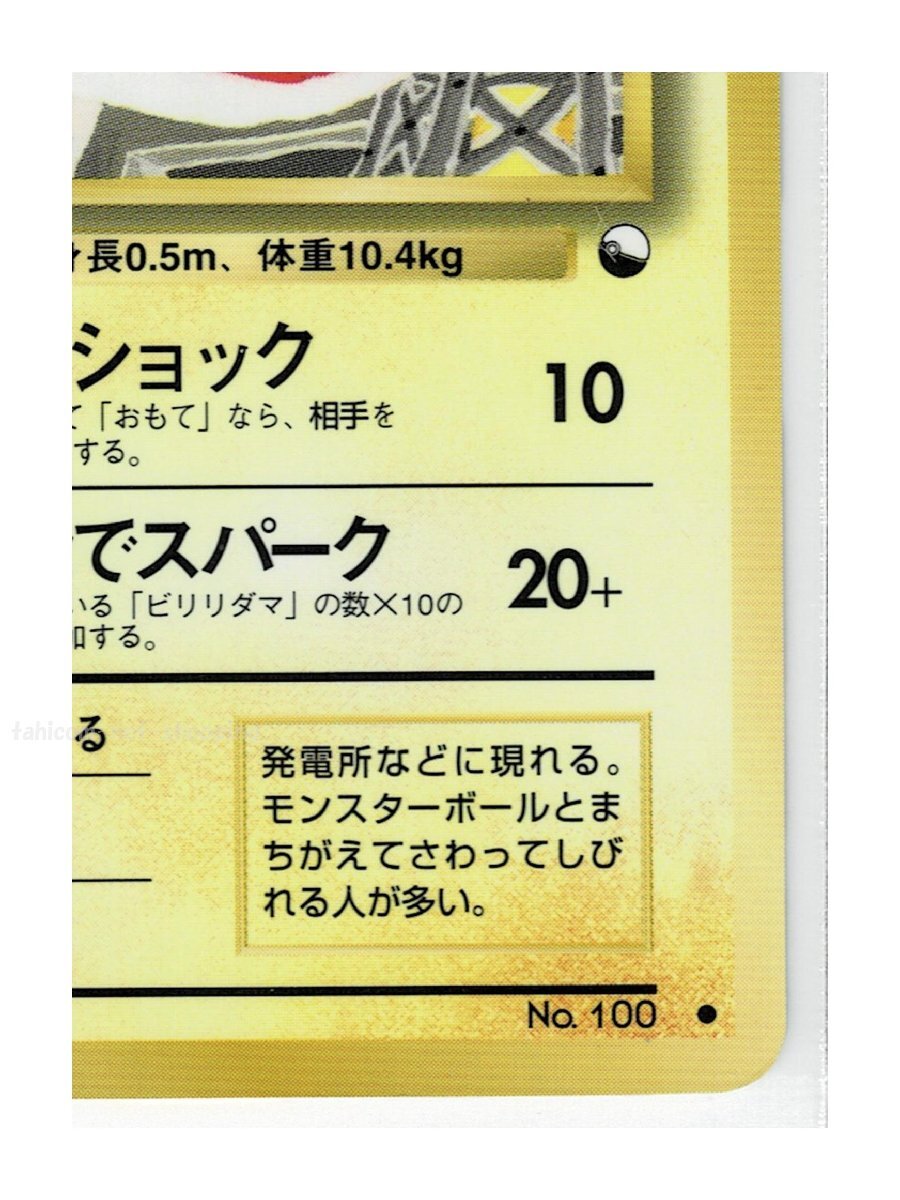 長0.5m、体重10.4kg
ショック 10
て「おもて」なら、相手を
する。
でスパーク 20+
いる「ビリリダマ」の数×10の
する。
る
発電所などに現れる。
モンスターボールとま
ちがえてさわってしび
れる人が多い。
No. 100